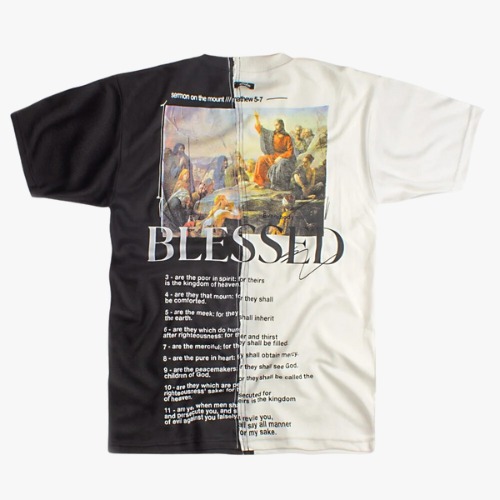 sermon on the mount /// mathew 5-7
BLESSED
3 - are the poor in spirit: for theirs
is the kingdom of heaven.
4 - are they that mourn: for they shall
be comforted.
5 - are the meek: for they shall inherit
the earth.
6 - are they which do hunger and thirst
after righteousness: for they shall be filled.
7 - are the merciful: for they shall obtain mercy.
8 - are the pure in heart: for they shall see God.
9 - are the peacemakers: for they shall be called the
children of God.
10 - are they which are persecuted for
righteousness' sake: for theirs is the kingdom
of heaven.
11 - are ye, when men shall revile you,
and persecute you, and shall say all manner
of evil against you falsely, for my sake.